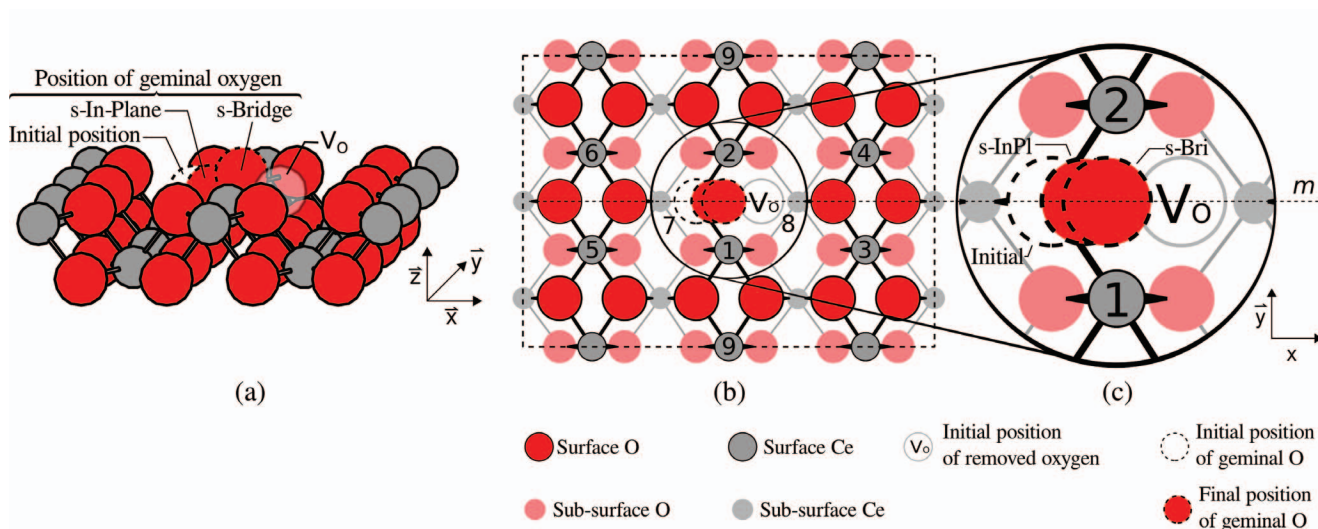 Position of geminal oxygen
s-In-Plane
s-Bridge
Initial position
Vo
z
y
x
(a)
9
6
2
4
7
Vo
8
5
1
3
9
(b)
2
s-InPl
s-Bri
m
Vo
Initial
1
y
x
(c)
Surface O
Surface Ce
Vo
Initial position
of removed oxygen
Initial position
of geminal O
Sub-surface O
Sub-surface Ce
Final position
of geminal O